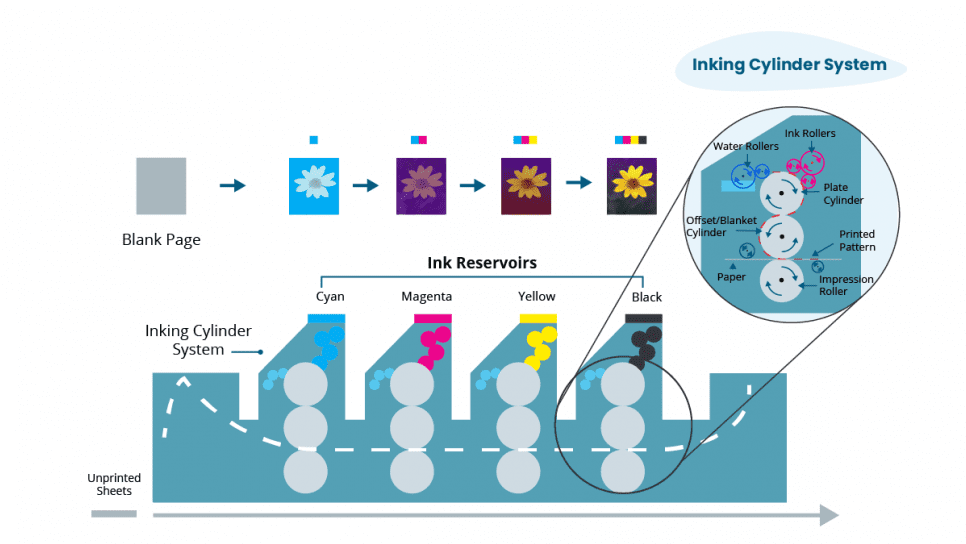 Inking Cylinder System
Ink Rollers
Water Rollers
Plate
Cylinder
Offset/Blanket
Cylinder
Printed
Pattern
Paper
Impression
Roller
Blank Page
Ink Reservoirs
Cyan
Magenta
Yellow
Black
Inking Cylinder
System
Unprinted
Sheets